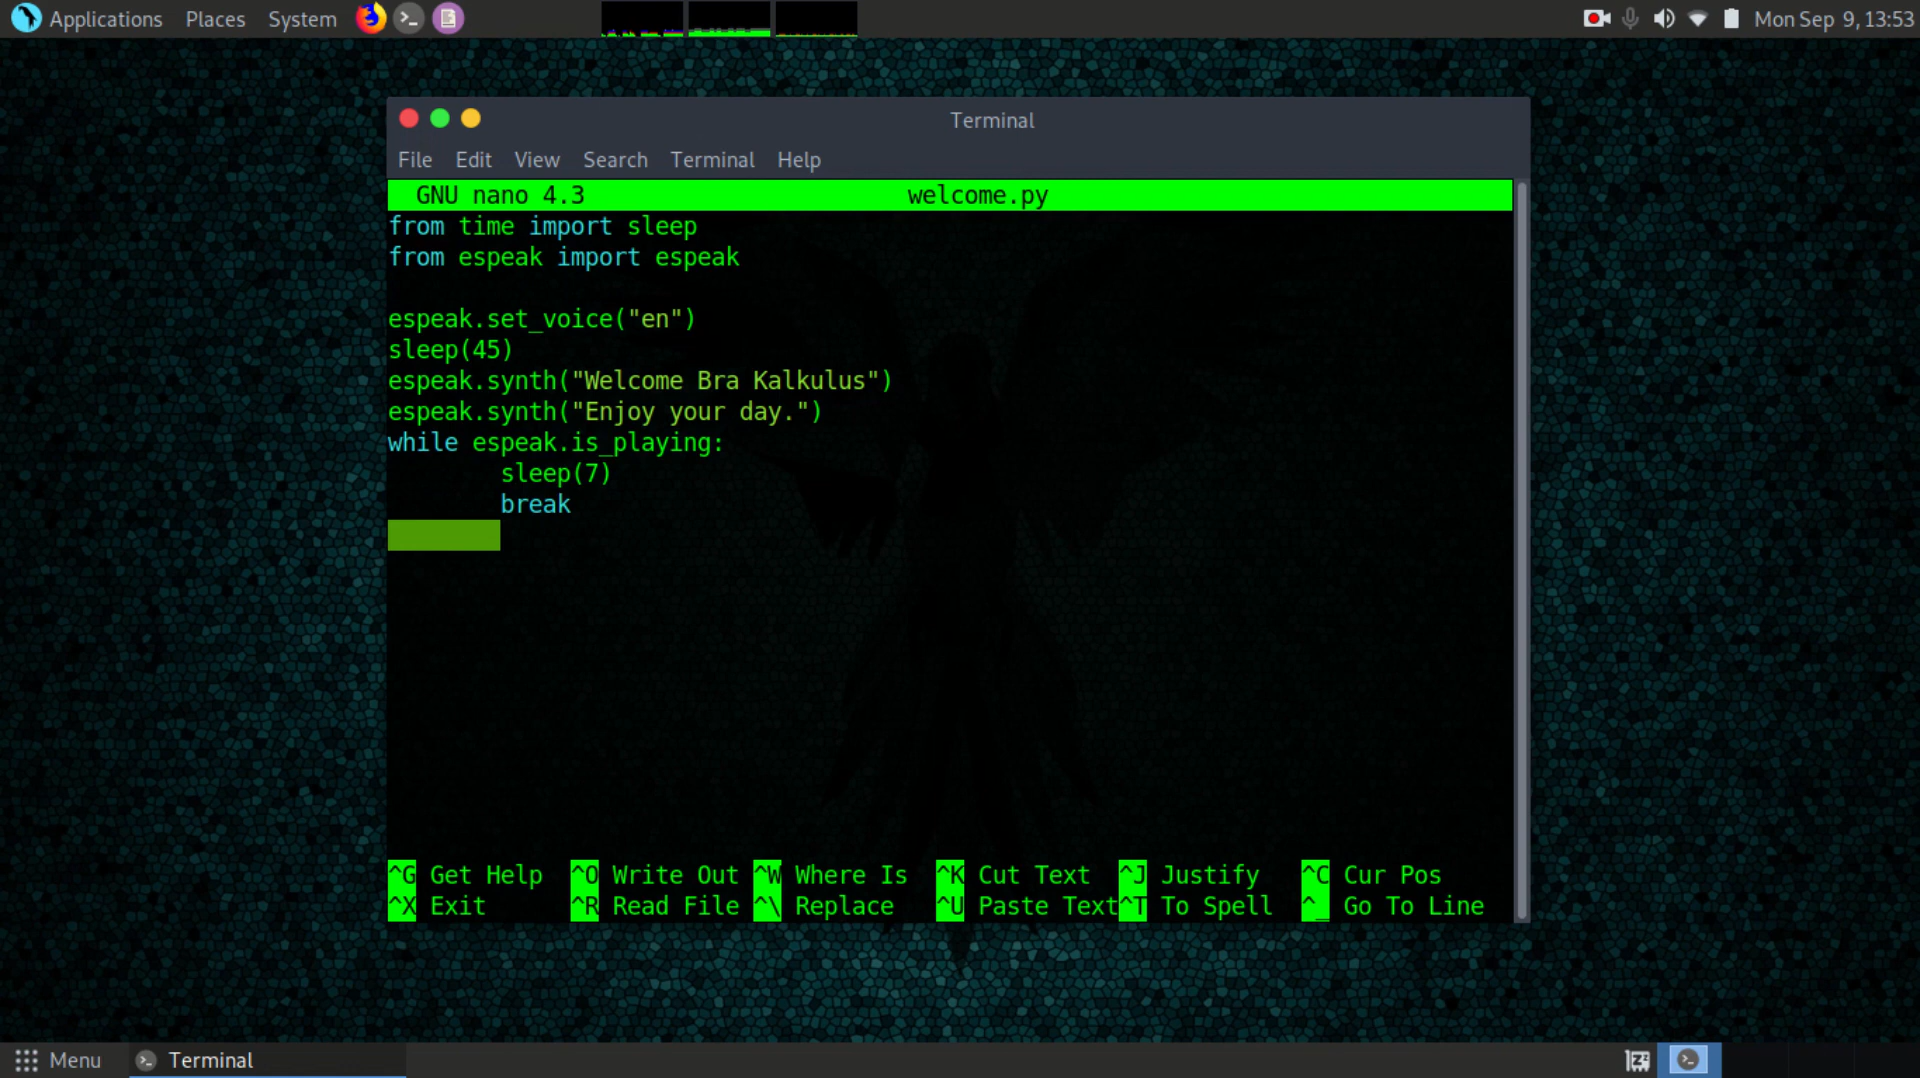 Applications Places System Mon Sep 9, 13:53
Terminal
File Edit View Search Terminal Help
GNU nano 4.3 welcome.py
from time import sleep
from espeak import espeak
espeak.set_voice("en")
sleep(45)
espeak.synth("Welcome Bra Kalkulus")
espeak.synth("Enjoy your day.")
while espeak.is_playing:
        sleep(7)
        break
^G Get Help ^O Write Out ^W Where Is ^K Cut Text ^J Justify ^C Cur Pos
^X Exit ^R Read File ^\ Replace ^U Paste Text ^T To Spell ^_ Go To Line
Menu Terminal